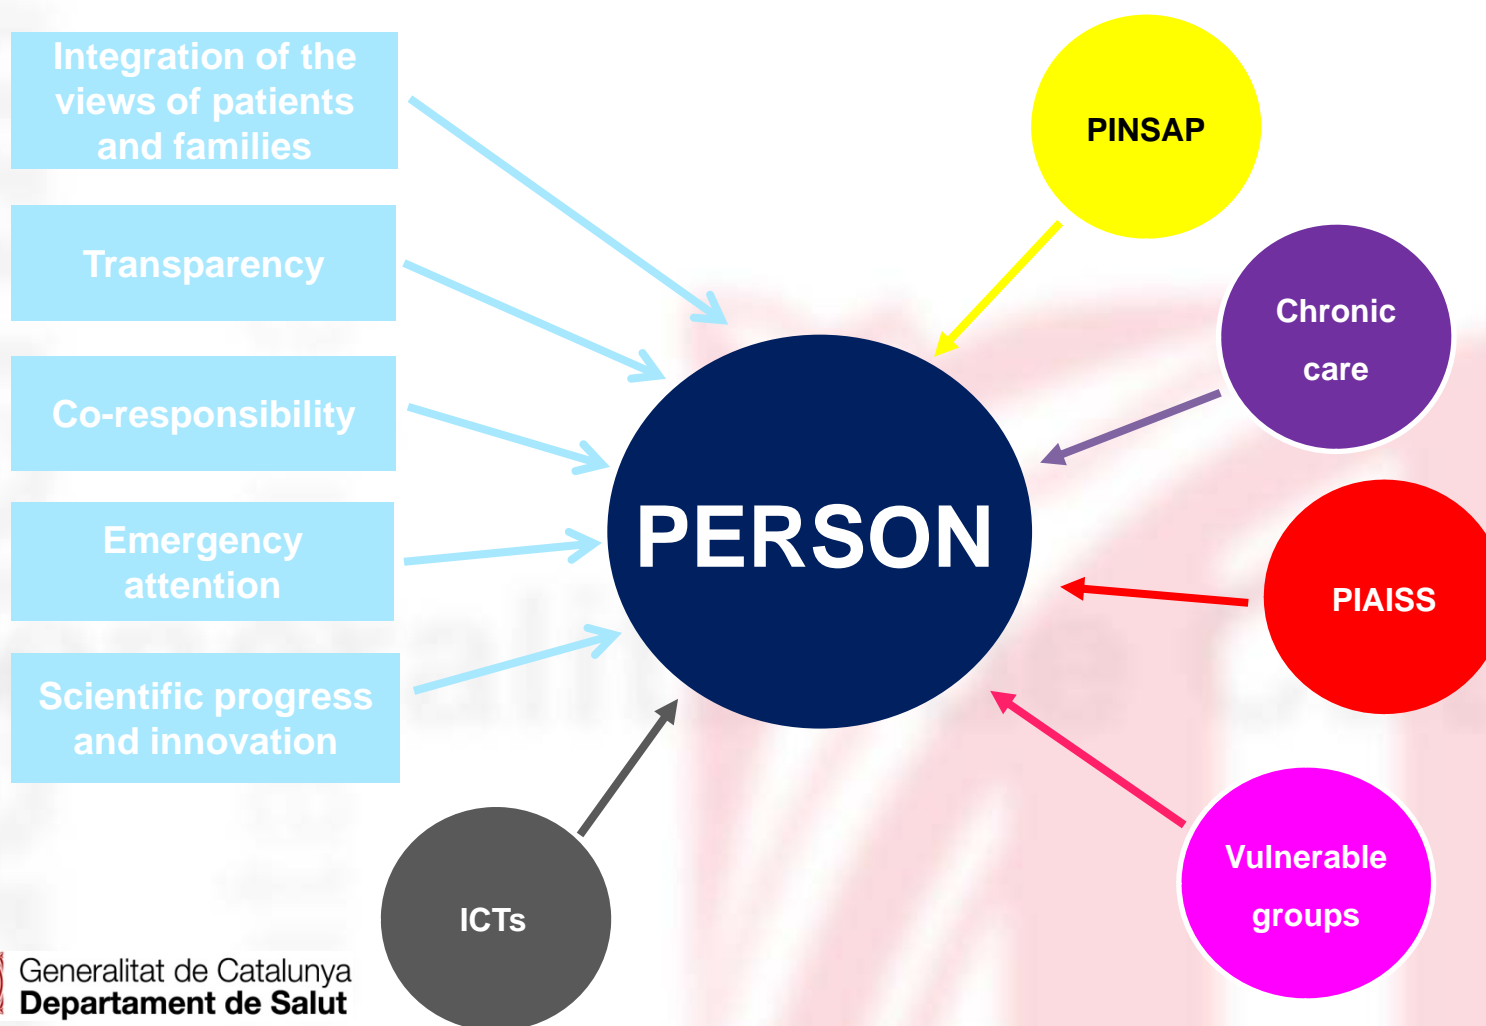 Integration of the
views of patients
and families
Transparency
Co-responsibility
Emergency
attention
Scientific progress
and innovation
PERSON
PINSAP
Chronic
care
PIAISS
Vulnerable
groups
ICTs
Generalitat de Catalunya
Departament de Salut